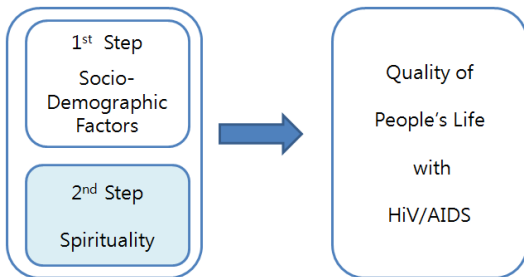 1st Step
Socio-
Demographic
Factors
2nd Step
Spirituality
Quality of
People's Life
with
HiV/AIDS